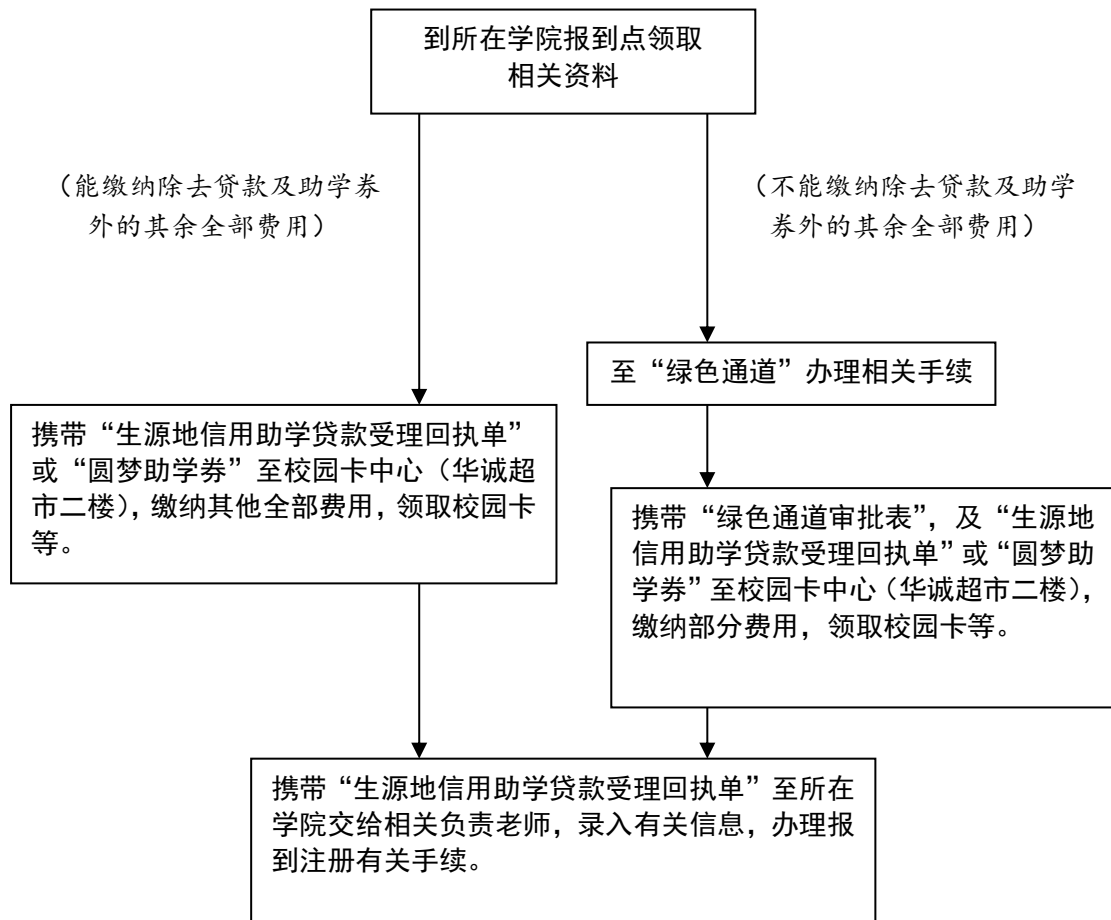 到所在学院报到点领取
相关资料
（能缴纳除去贷款及助学券
外的其余全部费用）
（不能缴纳除去贷款及助学
券外的其余全部费用）
至“绿色通道”办理相关手续
携带“生源地信用助学贷款受理回执单”
或“圆梦助学券”至校园卡中心（华诚超
市二楼），缴纳其他全部费用，领取校园卡
等。
携带“绿色通道审批表”，及“生源地
信用助学贷款受理回执单”或“圆梦助
学券”至校园卡中心（华诚超市二楼），
缴纳部分费用，领取校园卡等。
携带“生源地信用助学贷款受理回执单”至所在
学院交给相关负责老师，录入有关信息，办理报
到注册有关手续。